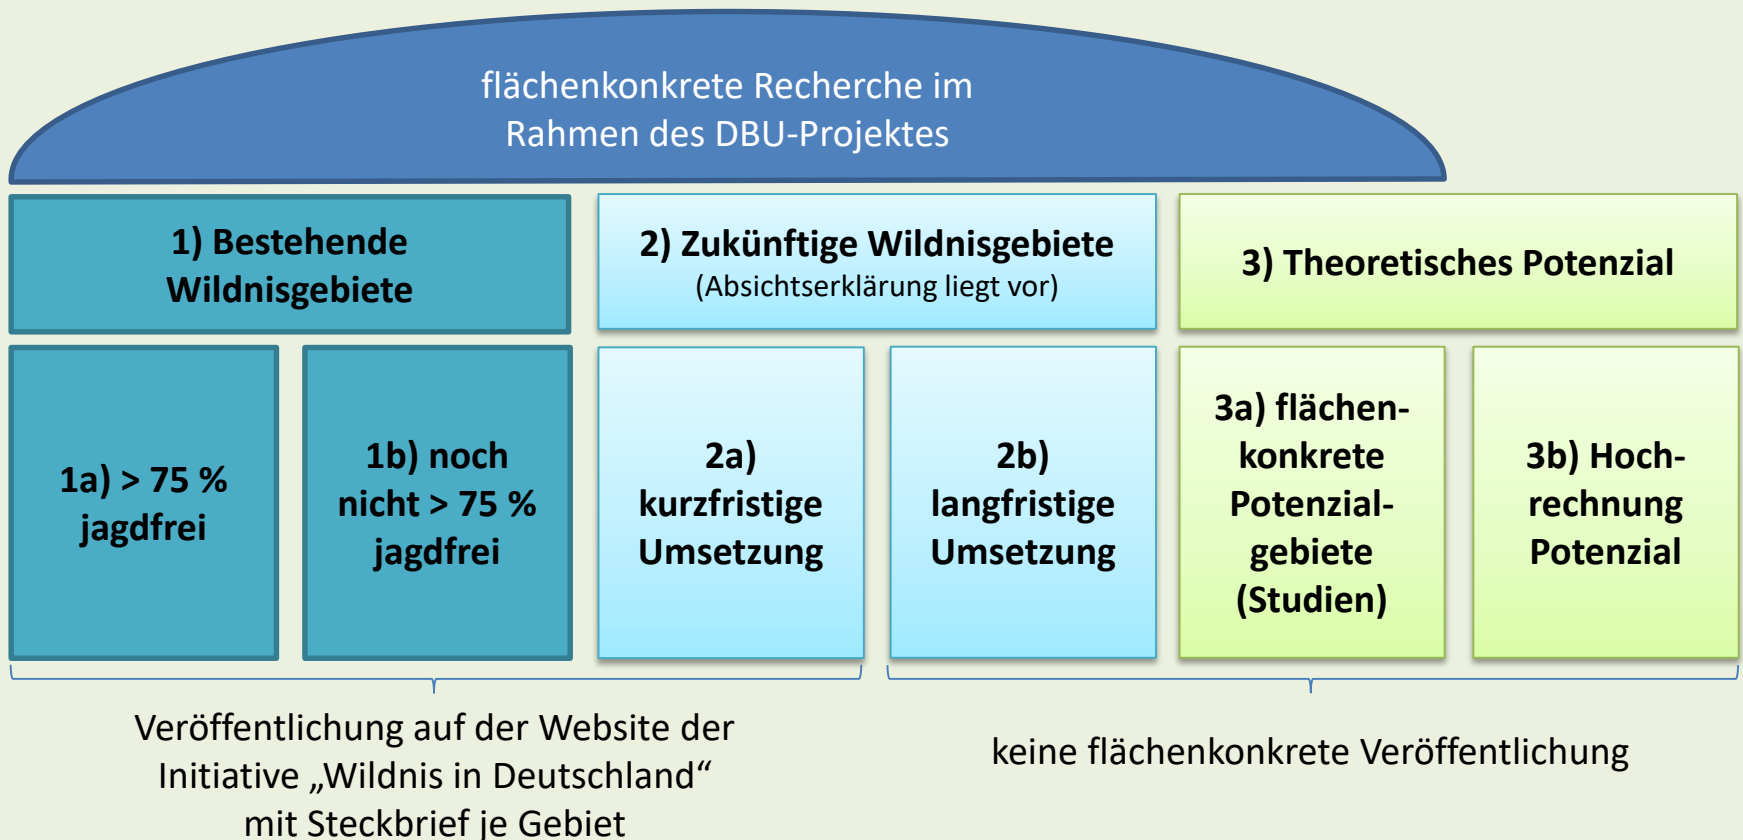 flächenkonkrete Recherche im
Rahmen des DBU-Projektes
1) Bestehende
Wildnisgebiete
2) Zukünftige Wildnisgebiete
(Absichtserklärung liegt vor)
3) Theoretisches Potenzial
1a) > 75 %
jagdfrei
1b) noch
nicht > 75 %
jagdfrei
2a)
kurzfristige
Umsetzung
2b)
langfristige
Umsetzung
3a) flächen-
konkrete
Potenzial-
gebiete
(Studien)
3b) Hoch-
rechnung
Potenzial
Veröffentlichung auf der Website der
Initiative „Wildnis in Deutschland“
mit Steckbrief je Gebiet
keine flächenkonkrete Veröffentlichung